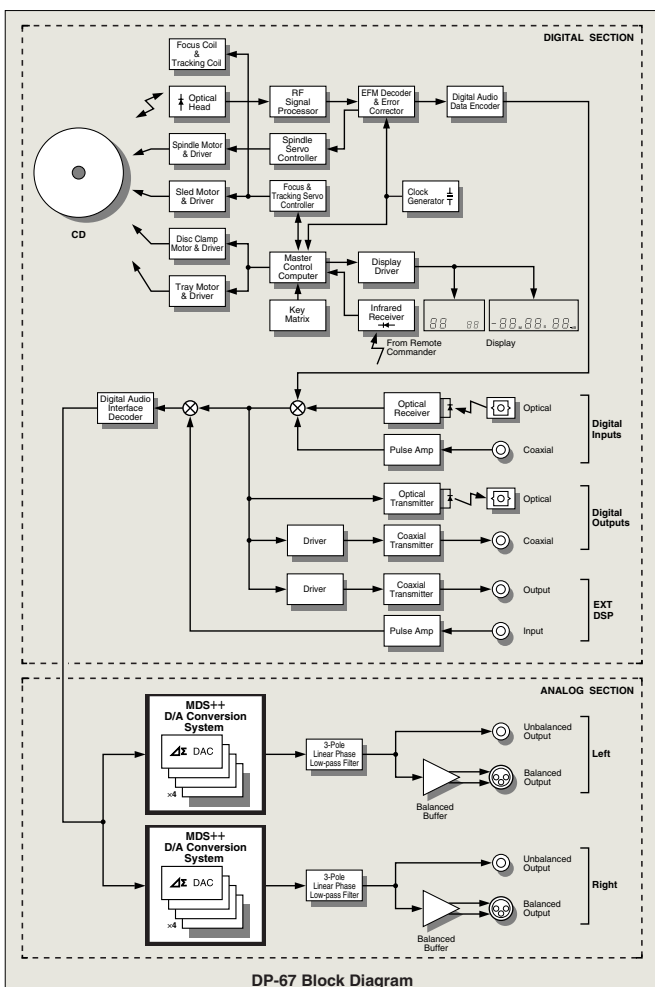 DIGITAL SECTION
Focus Coil
&
Tracking Coil
Optical
Head
RF
Signal
Processor
EFM Decoder
& Error
Corrector
Digital Audio
Data Encoder
Spindle Motor
& Driver
Spindle
Servo
Controller
CD
Sled Motor
& Driver
Focus &
Tracking Servo
Controller
Clock
Generator
Disc Clamp
Motor & Driver
Master
Control
Computer
Display
Driver
Tray Motor
& Driver
Key
Matrix
Infrared
Receiver
88 88
-88.88.88.
From Remote
Commander
Display
Digital Audio
Interface
Decoder
Optical
Receiver
Optical
Digital
Inputs
Pulse Amp
Coaxial
Optical
Transmitter
Optical
Digital
Outputs
Driver
Coaxial
Transmitter
Coaxial
Driver
Coaxial
Transmitter
Output
EXT
DSP
Pulse Amp
Input
ANALOG SECTION
MDS++
D/A Conversion
System
ΔΣ DAC
×4
3-Pole
Linear Phase
Low-pass Filter
Unbalanced
Output
Left
Balanced
Output
Balanced
Buffer
MDS++
D/A Conversion
System
ΔΣ DAC
×4
3-Pole
Linear Phase
Low-pass Filter
Unbalanced
Output
Right
Balanced
Output
Balanced
Buffer
DP-67 Block Diagram